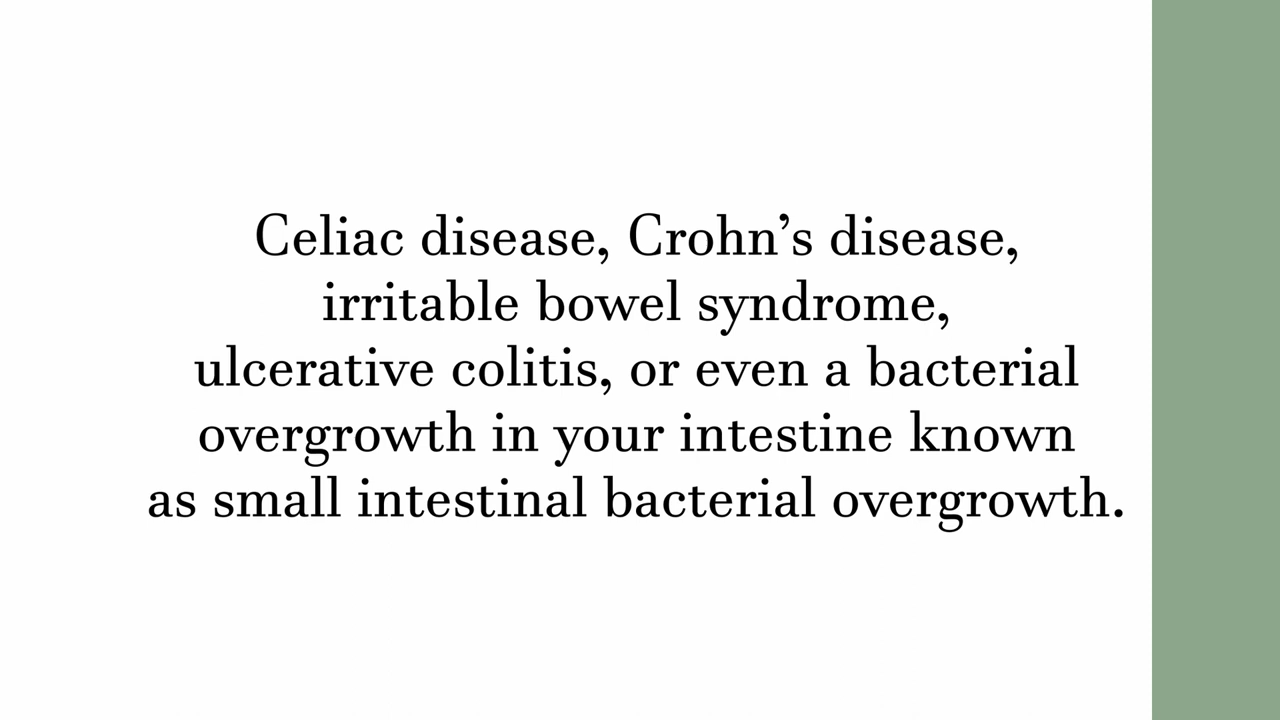 Celiac disease, Crohn’s disease,
irritable bowel syndrome,
ulcerative colitis, or even a bacterial
overgrowth in your intestine known
as small intestinal bacterial overgrowth.